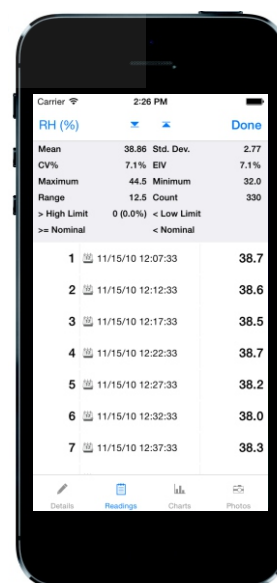 Carrier 2:26 PM
RH (%) Done
Mean 38.86 Std. Dev. 2.77
CV% 7.1% EIV 7.1%
Maximum 44.5 Minimum 32.0
Range 12.5 Count 330
> High Limit 0 (0.0%) < Low Limit
>= Nominal < Nominal
1 11/15/10 12:07:33 38.7
2 11/15/10 12:12:33 38.6
3 11/15/10 12:17:33 38.5
4 11/15/10 12:22:33 38.7
5 11/15/10 12:27:33 38.2
6 11/15/10 12:32:33 38.0
7 11/15/10 12:37:33 38.3
Details Readings Charts Photos